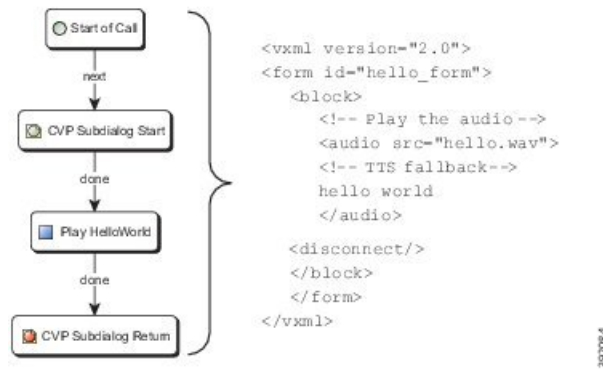 Start of Call
next
CVP Subdialog Start
done
Play HelloWorld
done
CVP Subdialog Return
<vxml version="2.0">
<form id="hello_form">
<block>
<!-- Play the audio-->
<audio src="hello.wav">
<!-- TTS fallback-->
hello world
</audio>
<disconnect/>
</block>
</form>
</vxml>